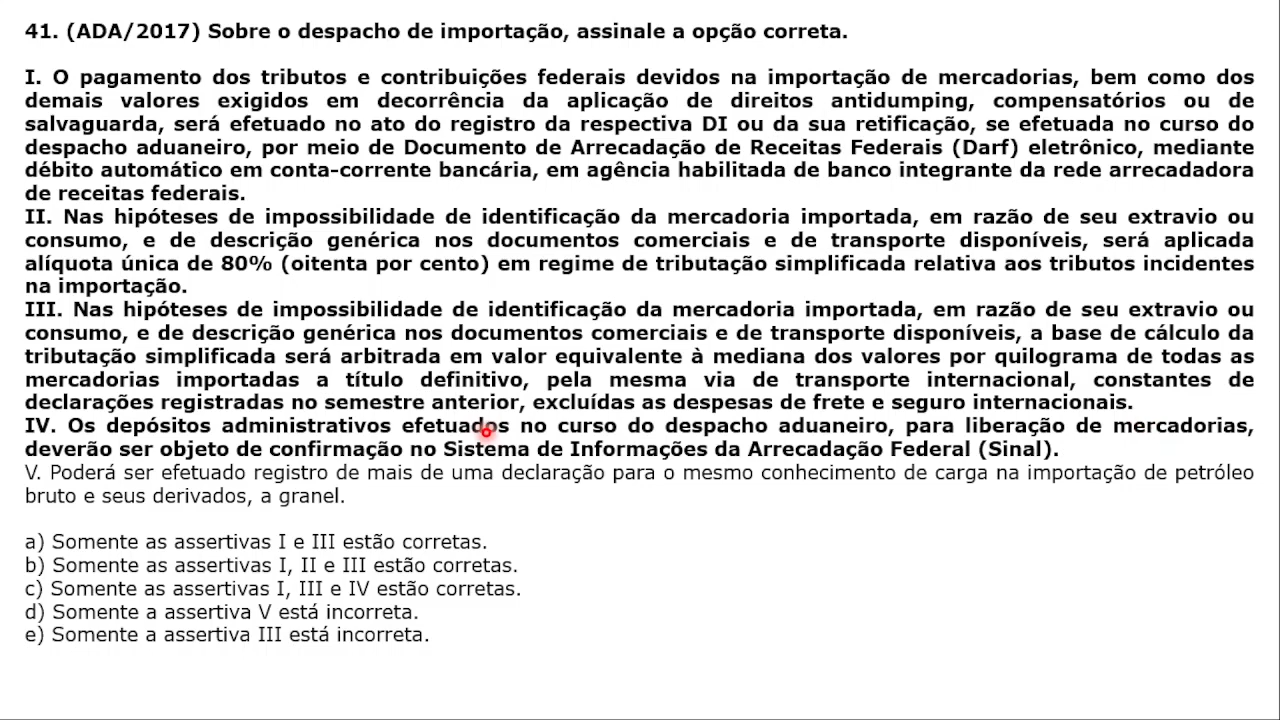 41. (ADA/2017) Sobre o despacho de importação, assinale a opção correta.
I. O pagamento dos tributos e contribuições federais devidos na importação de mercadorias, bem como dos
demais valores exigidos em decorrência da aplicação de direitos antidumping, compensatórios ou de
salvaguarda, será efetuado no ato do registro da respectiva DI ou da sua retificação, se efetuada no curso do
despacho aduaneiro, por meio de Documento de Arrecadação de Receitas Federais (Darf) eletrônico, mediante
débito automático em conta-corrente bancária, em agência habilitada de banco integrante da rede arrecadadora
de receitas federais.
II. Nas hipóteses de impossibilidade de identificação da mercadoria importada, em razão de seu extravio ou
consumo, e de descrição genérica nos documentos comerciais e de transporte disponíveis, será aplicada
alíquota única de 80% (oitenta por cento) em regime de tributação simplificada relativa aos tributos incidentes
na importação.
III. Nas hipóteses de impossibilidade de identificação da mercadoria importada, em razão de seu extravio ou
consumo, e de descrição genérica nos documentos comerciais e de transporte disponíveis, a base de cálculo da
tributação simplificada será arbitrada em valor equivalente à mediana dos valores por quilograma de todas as
mercadorias importadas a título definitivo, pela mesma via de transporte internacional, constantes de
declarações registradas no semestre anterior, excluídas as despesas de frete e seguro internacionais.
IV. Os depósitos administrativos efetuados no curso do despacho aduaneiro, para liberação de mercadorias,
deverão ser objeto de confirmação no Sistema de Informações da Arrecadação Federal (Sinal).
V. Poderá ser efetuado registro de mais de uma declaração para o mesmo conhecimento de carga na importação de petróleo
bruto e seus derivados, a granel.
a) Somente as assertivas I e III estão corretas.
b) Somente as assertivas I, II e III estão corretas.
c) Somente as assertivas I, III e IV estão corretas.
d) Somente a assertiva V está incorreta.
e) Somente a assertiva III está incorreta.